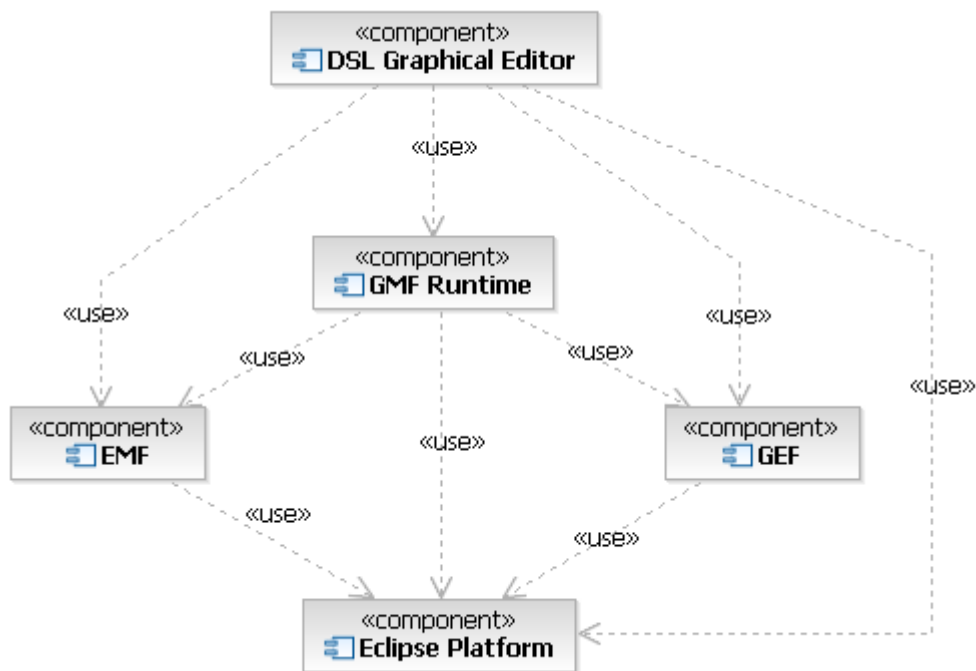 «component»
DSL Graphical Editor
«use»
«component»
GMF Runtime
«use»
«use»
«use»
«use»
«use»
«component»
EMF
«use»
«component»
GEF
«use»
«use»
«component»
Eclipse Platform